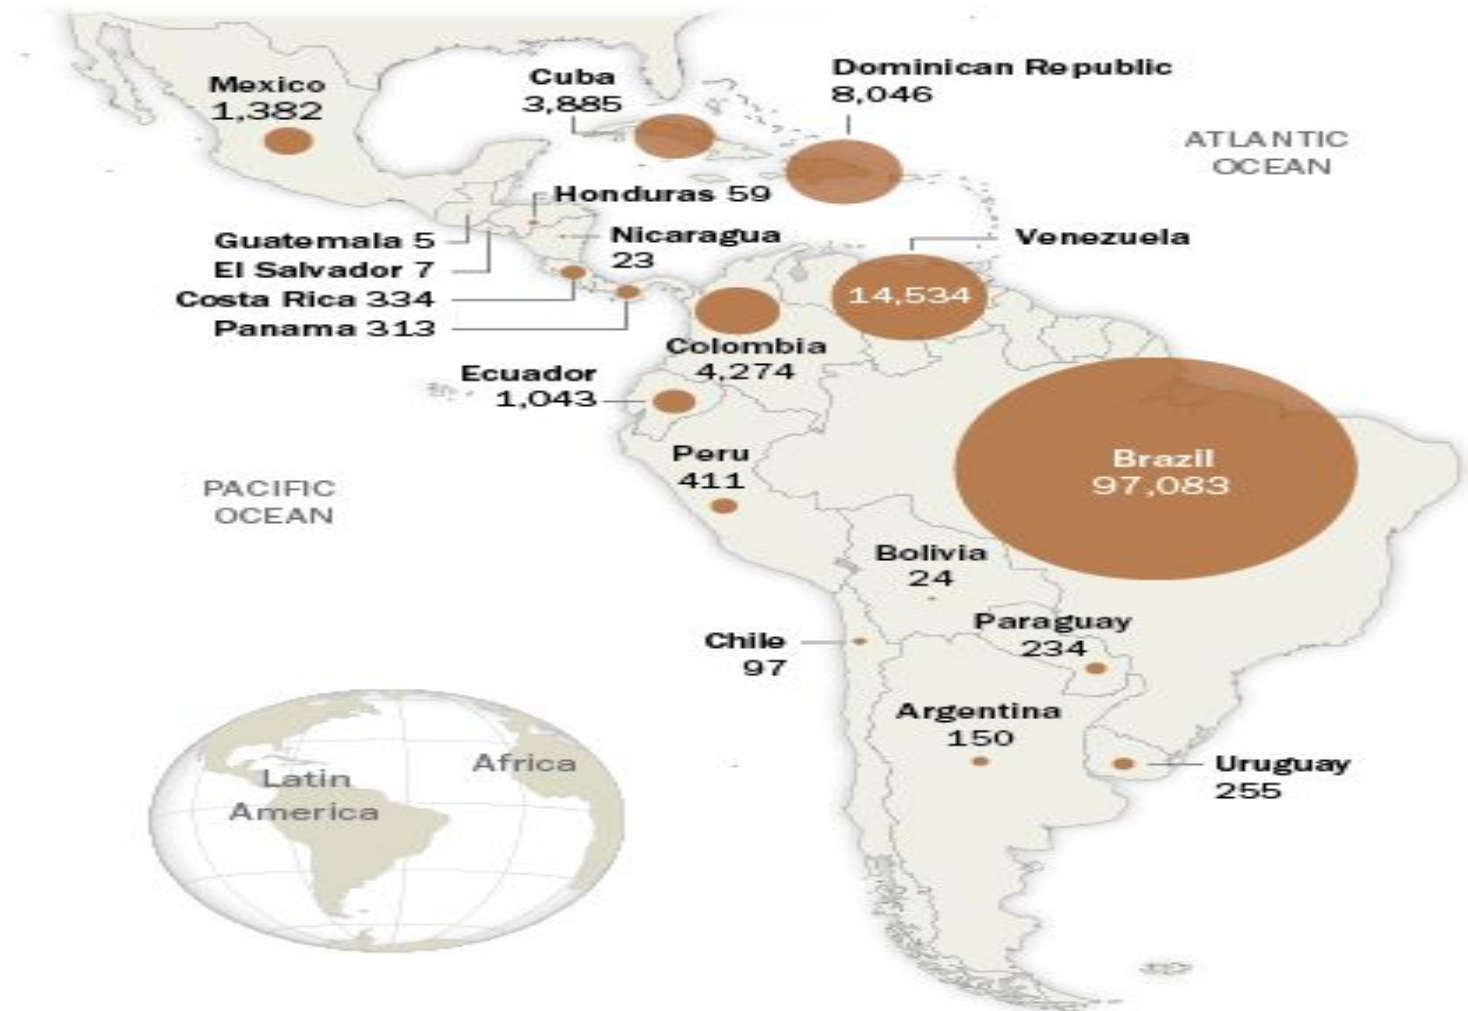 Mexico
1,382
Cuba
3,885
Dominican Republic
8,046
ATLANTIC
OCEAN
Honduras 59
Guatemala 5
Nicaragua
23
Venezuela
14,534
El Salvador 7
Costa Rica 334
Panama 313
Colombia
4,274
Ecuador
1,043
Brazil
97,083
Peru
411
PACIFIC
OCEAN
Bolivia
24
Paraguay
234
Chile
97
Argentina
150
Uruguay
255
Latin
America
Africa